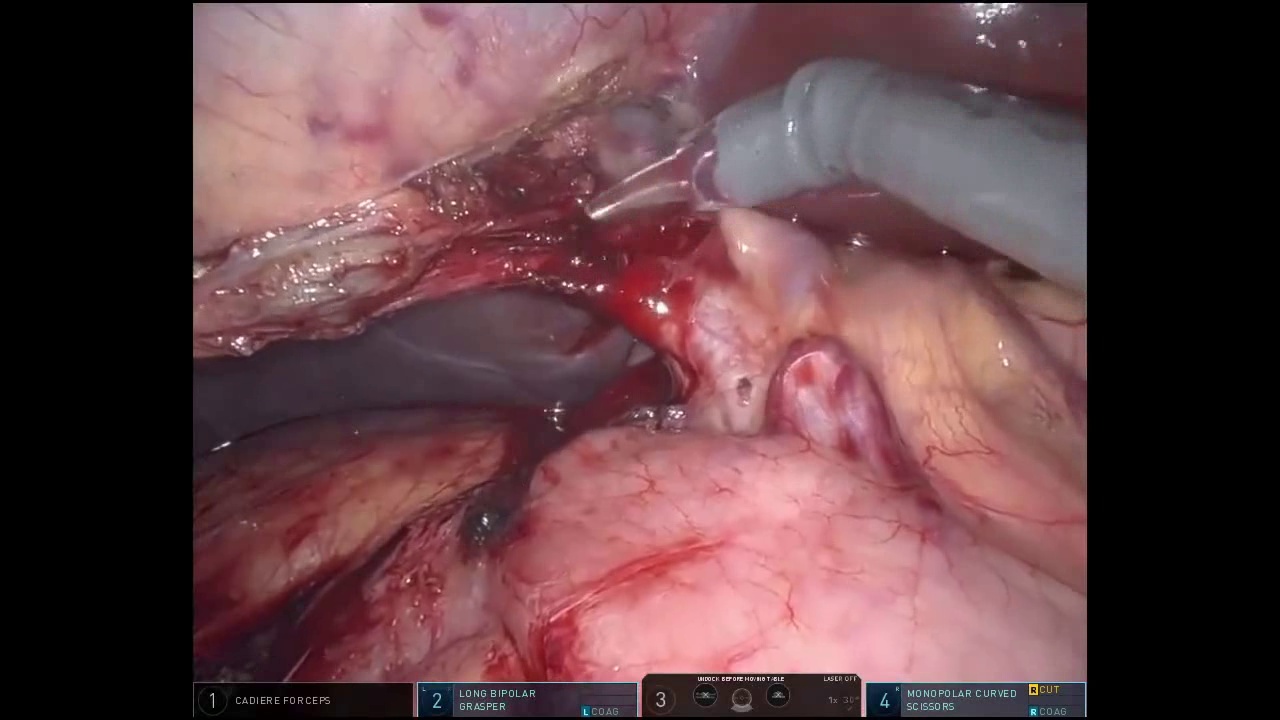 1 CADIERE FORCEPS
L 2 LONG BIPOLAR
GRASPER
L COAG
UNDOCK BEFORE MOVING TABLE LASER OFF
3 1x 30°
R 4 MONOPOLAR CURVED
SCISSORS
R CUT
R COAG